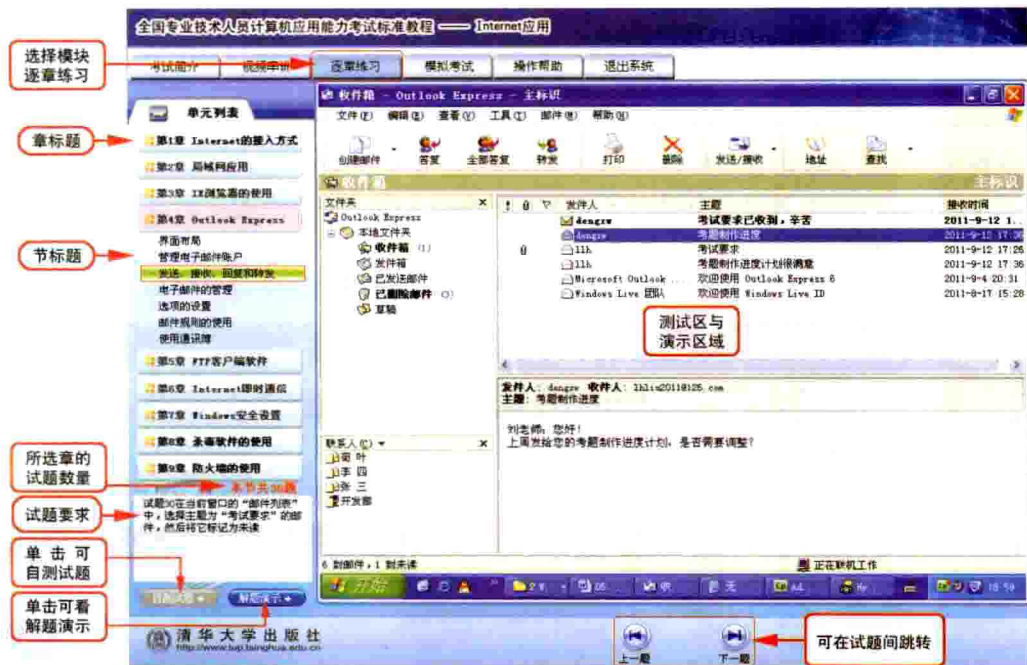 全国专业技术人员计算机应用能力考试标准教程 —— Internet应用
选择模块
逐章练习
考试简介
视频串讲
逐章练习
模拟考试
操作帮助
退出系统
单元列表
章标题
第1章 Internet的接入方式
第2章 局域网应用
第3章 IE浏览器的使用
第4章 Outlook Express
界面布局
管理电子邮件账户
节标题
发送、接收、回复和转发
电子邮件的管理
选项的设置
邮件规则的使用
使用通讯簿
第5章 FTP客户端软件
第6章 Internet即时通信
第7章 Windows安全设置
第8章 杀毒软件的使用
第9章 防火墙的使用
所选章的
试题数量
本节共30题
试题要求
试题30在当前窗口的“邮件列表”
中，选择主题为“考试要求”的邮
件，然后将它标记为未读
单击可
自测试题
单击可看
解题演示
自测试题
解题演示
收件箱 - Outlook Express - 主标识
文件(F) 编辑(E) 查看(V) 工具(T) 邮件(M) 帮助(H)
创建邮件 答复 全部答复 转发 打印 删除 发送/接收 地址 查找
收件箱 主标识
文件夹 ×
Outlook Express
本地文件夹
收件箱 (1)
发件箱
已发送邮件
已删除邮件 (3)
草稿
发件人 主题 接收时间
dengzw 考试要求已收到，辛苦 2011-9-12 1...
dengzw 考题制作进度 2011-9-12 17:36
llh 考试要求 2011-9-12 17:26
llh 考题制作进度计划很满意 2011-9-12 17:36
Microsoft Outlook ... 欢迎使用 Outlook Express 6 2011-9-4 20:31
Windows Live 团队 欢迎使用 Windows Live ID 2011-8-17 15:28
测试区与
演示区域
发件人: dengzw 收件人: lhliu2011@126.com
主题: 考题制作进度
刘老师，您好！
上周发给您的考题制作进度计划，是否需要调整？
联系人(C) ×
荷 叶
李 四
张 三
开发部
6 封邮件，1 封未读
正在联机工作
开始
18:59
清华大学出版社
http://www.tup.tsinghua.edu.cn
上一题
下一题
可在试题间跳转